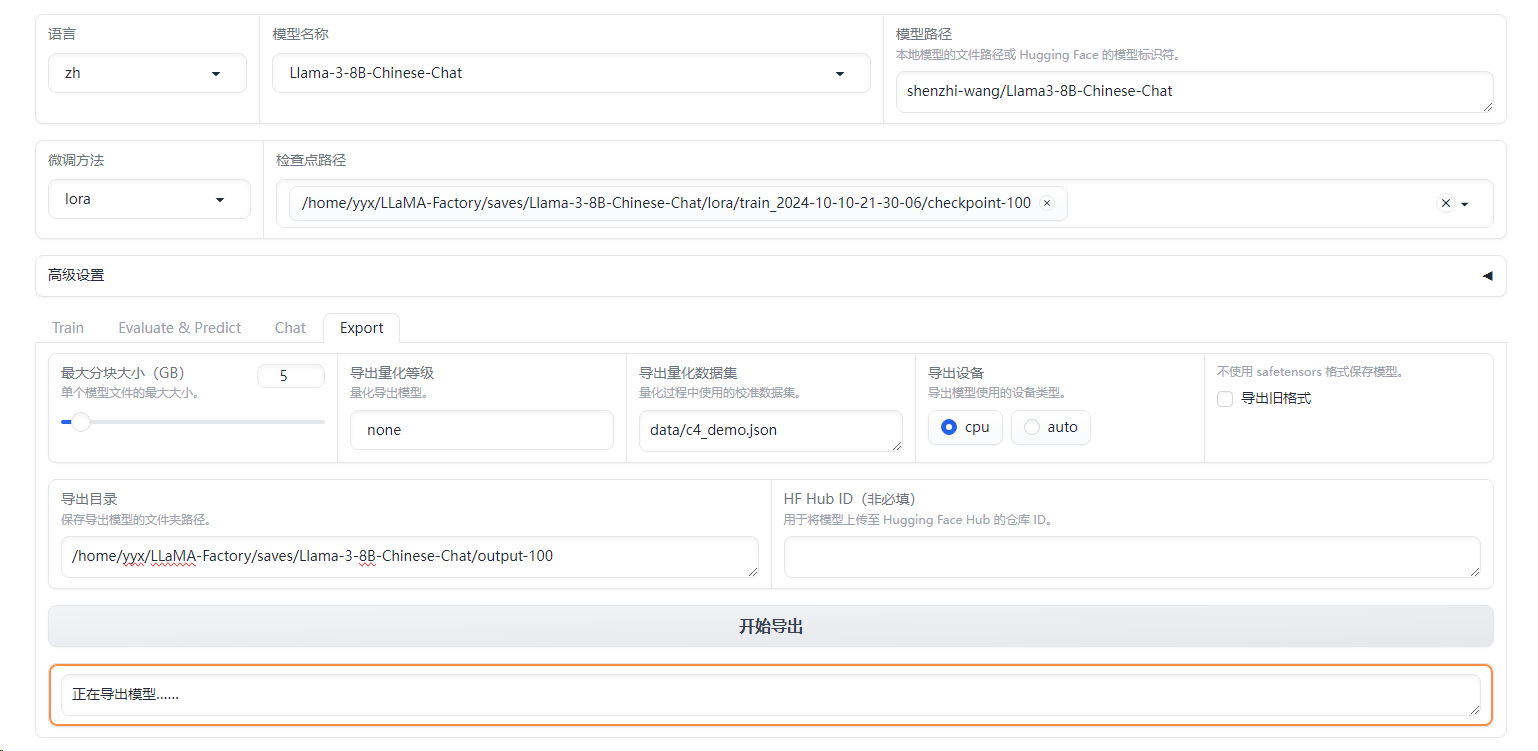 语言
zh
模型名称
Llama-3-8B-Chinese-Chat
模型路径
本地模型的文件路径或 Hugging Face 的模型标识符。
shenzhi-wang/Llama3-8B-Chinese-Chat
微调方法
lora
检查点路径
/home/yyx/LLaMA-Factory/saves/Llama-3-8B-Chinese-Chat/lora/train_2024-10-10-21-30-06/checkpoint-100
高级设置
Train
Evaluate & Predict
Chat
Export
最大分块大小（GB）
5
单个模型文件的最大大小。
导出量化等级
量化导出模型。
none
导出量化数据集
量化过程中使用的校准数据集。
data/c4_demo.json
导出设备
导出模型使用的设备类型。
cpu
auto
不使用 safetensors 格式保存模型。
导出旧格式
导出目录
保存导出模型的文件夹路径。
/home/yyx/LLaMA-Factory/saves/Llama-3-8B-Chinese-Chat/output-100
HF Hub ID（非必填）
用于将模型上传至 Hugging Face Hub 的仓库 ID。
开始导出
正在导出模型......